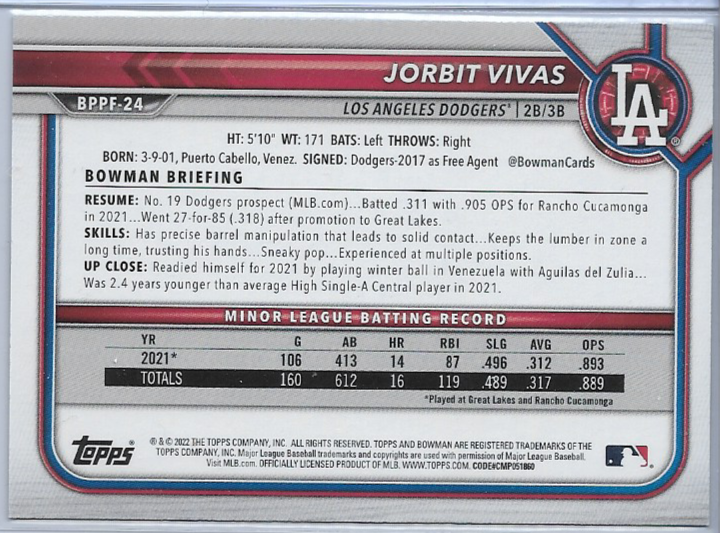 JORBIT VIVAS
LA®
BPPF-24
LOS ANGELES DODGERS® | 2B/3B
HT: 5'10" WT: 171 BATS: Left THROWS: Right
BORN: 3-9-01, Puerto Cabello, Venez. SIGNED: Dodgers-2017 as Free Agent @BowmanCards
BOWMAN BRIEFING
RESUME: No. 19 Dodgers prospect (MLB.com)...Batted .311 with .905 OPS for Rancho Cucamonga
in 2021...Went 27-for-85 (.318) after promotion to Great Lakes.
SKILLS: Has precise barrel manipulation that leads to solid contact...Keeps the lumber in zone a
long time, trusting his hands...Sneaky pop...Experienced at multiple positions.
UP CLOSE: Readied himself for 2021 by playing winter ball in Venezuela with Aguilas del Zulia...
Was 2.4 years younger than average High Single-A Central player in 2021.
MINOR LEAGUE BATTING RECORD
YR G AB HR RBI SLG AVG OPS
2021* 106 413 14 87 .496 .312 .893
TOTALS 160 612 16 119 .489 .317 .889
*Played at Great Lakes and Rancho Cucamonga
topps®
® & © 2022 THE TOPPS COMPANY, INC. ALL RIGHTS RESERVED. TOPPS AND BOWMAN ARE REGISTERED TRADEMARKS OF THE
TOPPS COMPANY, INC. Major League Baseball trademarks and copyrights are used with permission of Major League Baseball.
Visit MLB.com. OFFICIALLY LICENSED PRODUCT OF MLB. WWW.TOPPS.COM. CODE#CMP051860